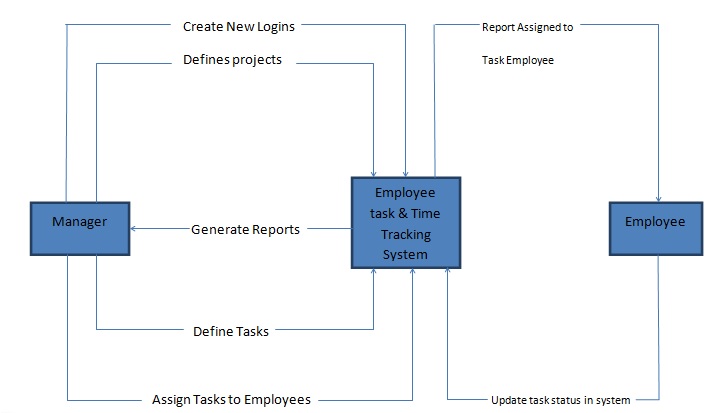 Create New Logins
Report Assigned to
Defines projects
Task Employee
Manager
Generate Reports
Employee
task & Time
Tracking
System
Employee
Define Tasks
Assign Tasks to Employees
Update task status in system